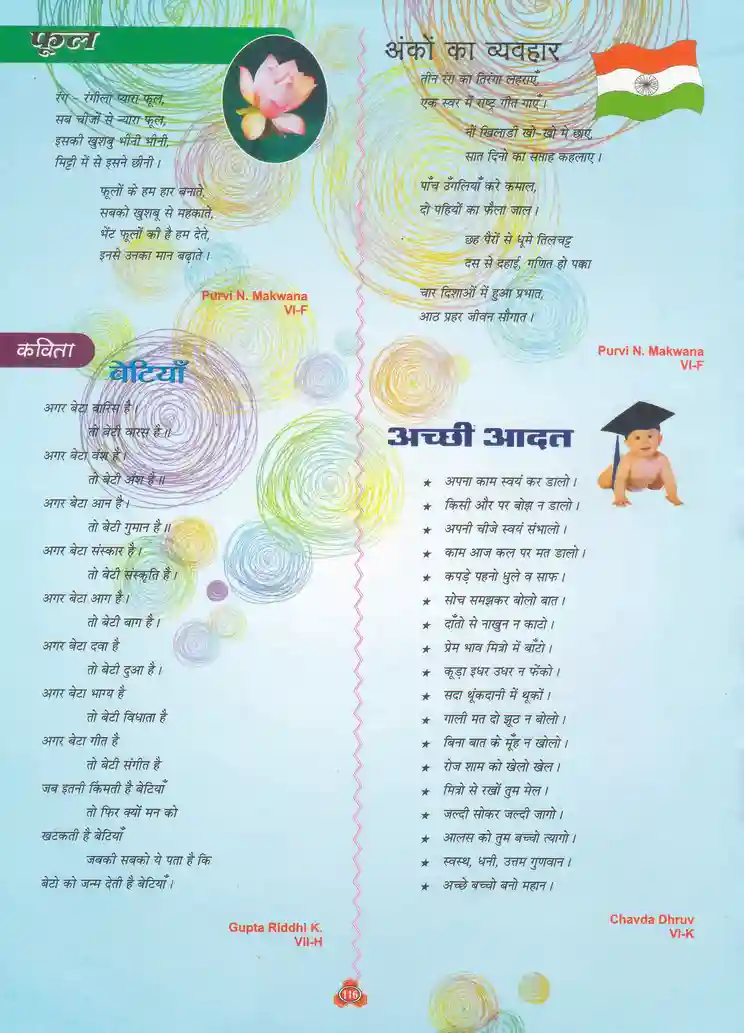 फूल
रंग – रंगीला प्यारा फूल,
सब चीजों से न्यारा फूल,
इसकी खुशबु भीनी भीनी,
मिट्टी में से इसने छीनी।
फूलों के हम हार बनाते,
सबको खुशबू से महकाते,
भेंट फूलों की है हम देते,
इनसे उनका मान बढ़ाते।
Purvi N. Makwana
VI-F
कविता
बेटियाँ
अगर बेटा वारिस है।
तो बेटी वारस है॥
अगर बेटा वंश है।
तो बेटी अंश है॥
अगर बेटा आन है।
तो बेटी गुमान है॥
अगर बेटा संस्कार है।
तो बेटी संस्कृति है।
अगर बेटा आग है।
तो बेटी बाग है।
अगर बेटा दवा है
तो बेटी दुआ है।
अगर बेटा भाग्य है
तो बेटी विधाता है
अगर बेटा गीत है
तो बेटी संगीत है
जब इतनी किंमती है बेटियाँ
तो फिर क्यों मन को
खटकती है बेटियाँ
जबकी सबको ये पता है कि
बेटो को जन्म देती है बेटियाँ।
Gupta Riddhi K.
VII-H
अंकों का व्यवहार
तीन रंग का तिरंगा लहराएँ,
एक स्वर में राष्ट्र गीत गाएँ।
नौ खिलाडी खो-खो मे छाए,
सात दिनो का सप्ताह कहलाए।
पाँच उँगलियाँ करे कमाल,
दो पहियों का फैला जाल।
छह पैरों से धूमे तिलचट्ट
दस से दहाई, गणित हो पक्का
चार दिशाओं में हुआ प्रभात,
आठ प्रहर जीवन सौगात।
Purvi N. Makwana
VI-F
अच्छी आदत
★ अपना काम स्वयं कर डालो।
★ किसी और पर बोझ न डालो।
★ अपनी चीजे स्वयं संभालो।
★ काम आज कल पर मत डालो।
★ कपड़े पहनो धुले व साफ।
★ सोच समझकर बोलो बात।
★ दाँतो से नाखुन न काटो।
★ प्रेम भाव मित्रो में बाँटो।
★ कूड़ा इधर उधर न फेंको।
★ सदा थूंकदानी में थूकों।
★ गाली मत दो झूठ न बोलो।
★ बिना बात के मूँह न खोलो।
★ रोज शाम को खेलो खेल।
★ मित्रो से रखों तुम मेल।
★ जल्दी सोकर जल्दी जागो।
★ आलस को तुम बच्चो त्यागो।
★ स्वस्थ, धनी, उत्तम गुणवान।
★ अच्छे बच्चो बनो महान।
Chavda Dhruv
VI-K
116